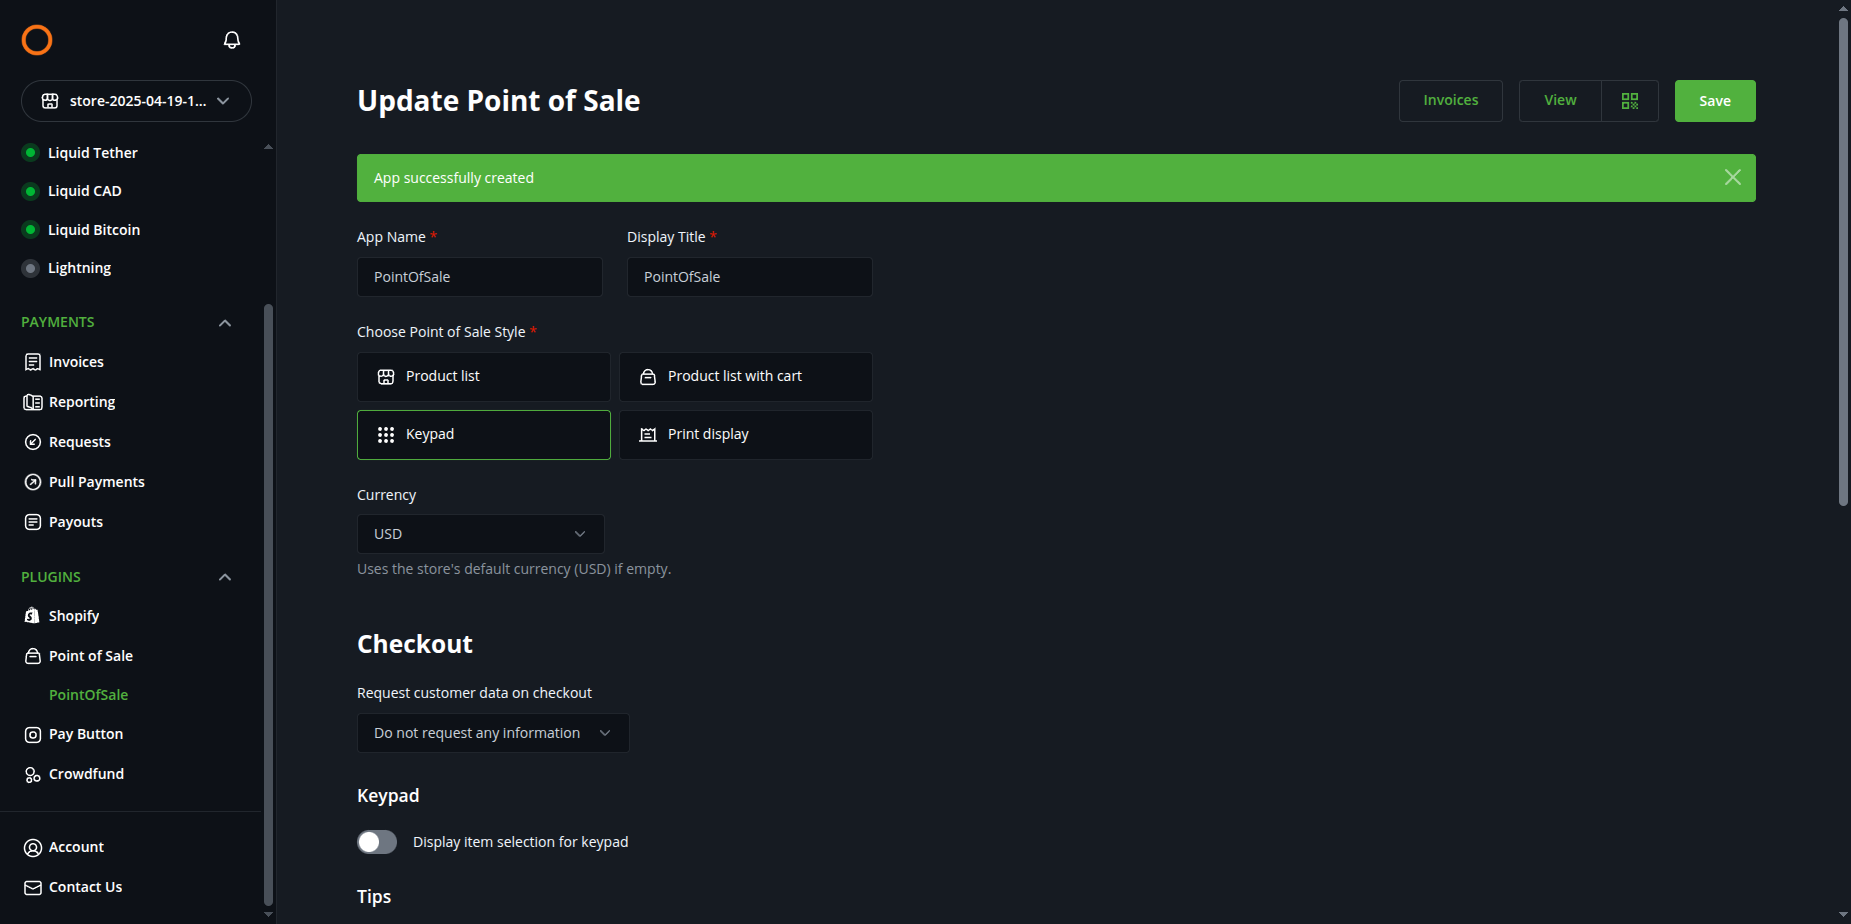 store-2025-04-19-1...
Liquid Tether
Liquid CAD
Liquid Bitcoin
Lightning
PAYMENTS
Invoices
Reporting
Requests
Pull Payments
Payouts
PLUGINS
Shopify
Point of Sale
PointOfSale
Pay Button
Crowdfund
Account
Contact Us
Update Point of Sale
Invoices
View
Save
App successfully created
App Name *
Display Title *
PointOfSale
PointOfSale
Choose Point of Sale Style *
Product list
Product list with cart
Keypad
Print display
Currency
USD
Uses the store's default currency (USD) if empty.
Checkout
Request customer data on checkout
Do not request any information
Keypad
Display item selection for keypad
Tips